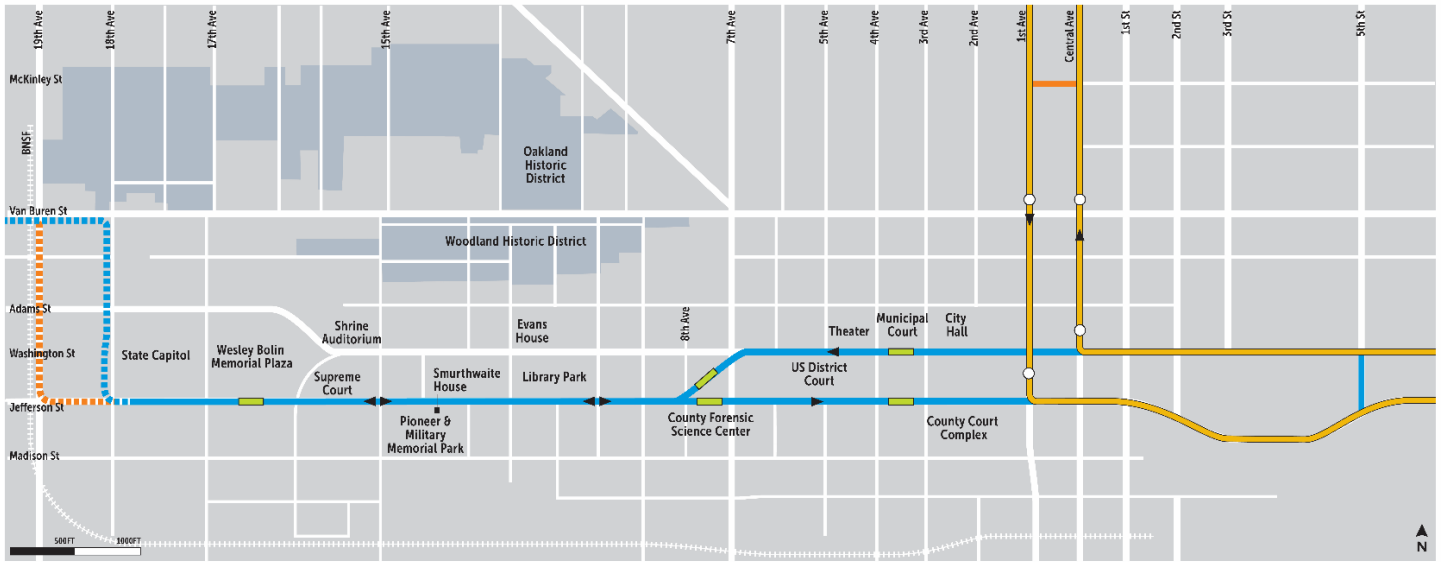 19th Ave
18th Ave
17th Ave
15th Ave
7th Ave
5th Ave
4th Ave
3rd Ave
2nd Ave
1st Ave
Central Ave
1st St
2nd St
3rd St
5th St
McKinley St
BNSF
Oakland
Historic
District
Van Buren St
Woodland Historic District
Adams St
Shrine
Auditorium
Evans
House
8th Ave
Theater
Municipal
Court
City
Hall
Washington St
State Capitol
Wesley Bolin
Memorial Plaza
Supreme
Court
Smurthwaite
House
Library Park
US District
Court
Jefferson St
Pioneer &
Military
Memorial Park
County Forensic
Science Center
County Court
Complex
Madison St
500FT
1000FT
N